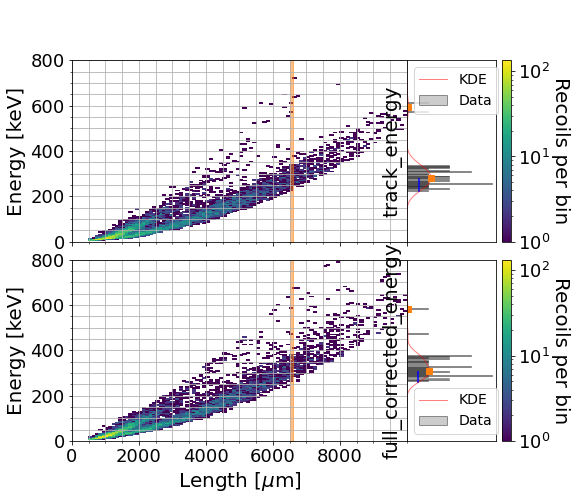 800
600
400
200
0
Energy [keV]
track_energy
KDE
Data
10²
10¹
10⁰
Recoils per bin
800
600
400
200
0
Energy [keV]
0
2000
4000
6000
8000
Length [μm]
full_corrected_energy
KDE
Data
10²
10¹
10⁰
Recoils per bin